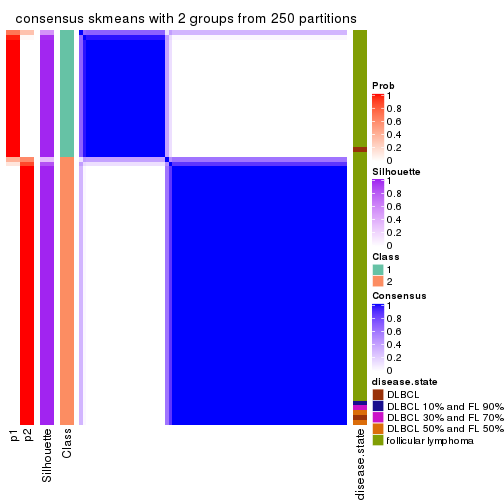 consensus skmeans with 2 groups from 250 partitions
Prob
1
0.8
0.6
0.4
0.2
0
Silhouette
1
0.8
0.6
0.4
0.2
0
Class
1
2
Consensus
1
0.8
0.6
0.4
0.2
0
disease.state
DLBCL
DLBCL 10% and FL 90%
DLBCL 30% and FL 70%
DLBCL 50% and FL 50%
follicular lymphoma
p1
p2
Silhouette
Class
disease.state